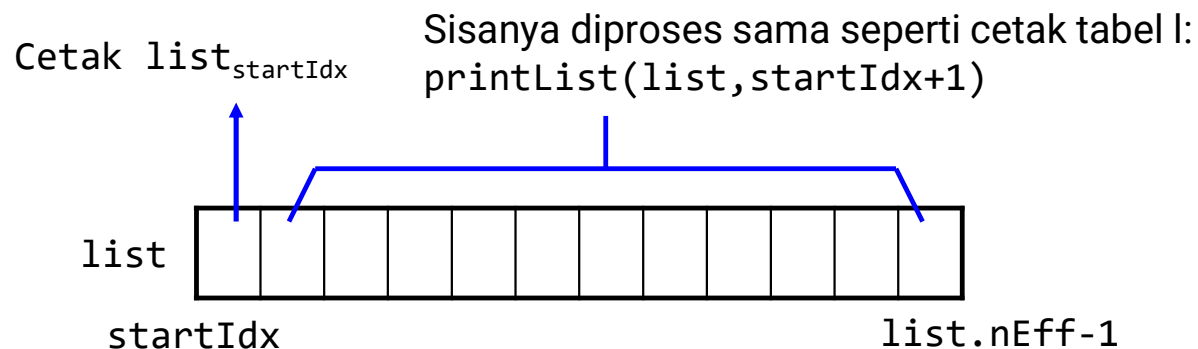 Cetak list startIdx
Sisanya diproses sama seperti cetak tabel l:
printList(list,startIdx+1)
list
startIdx
list.nEff-1